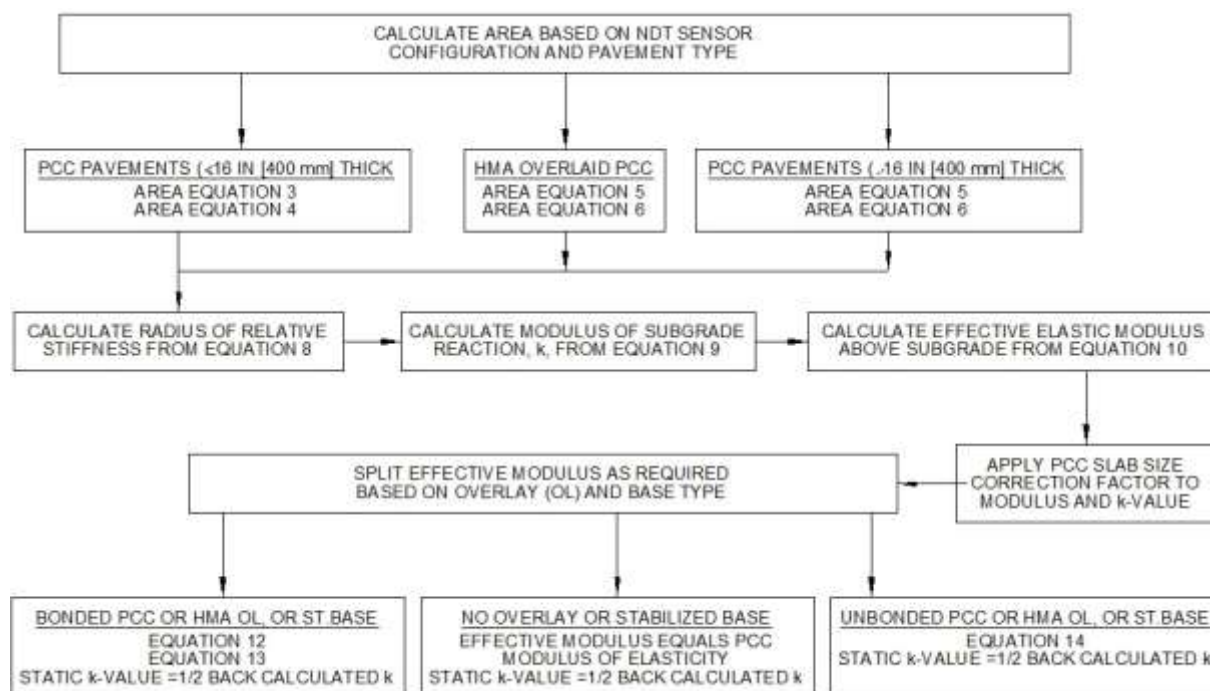 CALCULATE AREA BASED ON NDT SENSOR
CONFIGURATION AND PAVEMENT TYPE
PCC PAVEMENTS (≤16 IN [400 mm] THICK
AREA EQUATION 3
AREA EQUATION 4
HMA OVERLAID PCC
AREA EQUATION 5
AREA EQUATION 6
PCC PAVEMENTS (>16 IN [400 mm] THICK
AREA EQUATION 5
AREA EQUATION 6
CALCULATE RADIUS OF RELATIVE
STIFFNESS FROM EQUATION 8
CALCULATE MODULUS OF SUBGRADE
REACTION, k, FROM EQUATION 9
CALCULATE EFFECTIVE ELASTIC MODULUS
ABOVE SUBGRADE FROM EQUATION 10
APPLY PCC SLAB SIZE
CORRECTION FACTOR TO
MODULUS AND k-VALUE
SPLIT EFFECTIVE MODULUS AS REQUIRED
BASED ON OVERLAY (OL) AND BASE TYPE
BONDED PCC OR HMA OL, OR ST.BASE
EQUATION 12
EQUATION 13
STATIC k-VALUE =1/2 BACK CALCULATED k
NO OVERLAY OR STABILIZED BASE
EFFECTIVE MODULUS EQUALS PCC
MODULUS OF ELASTICITY
STATIC k-VALUE =1/2 BACK CALCULATED k
UNBONDED PCC OR HMA OL, OR ST.BASE
EQUATION 14
STATIC k-VALUE =1/2 BACK CALCULATED k